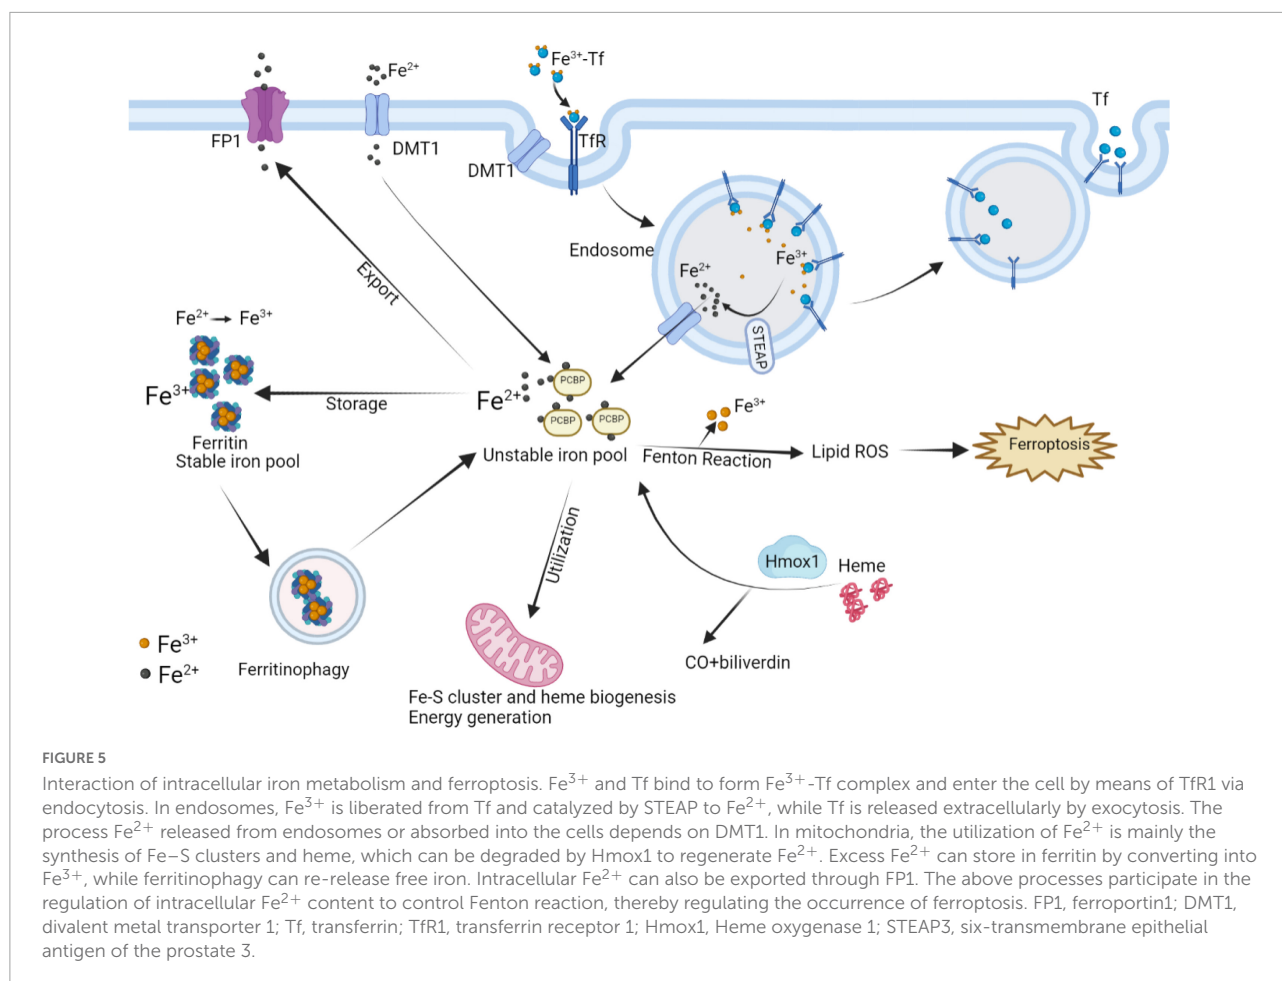 Fe²⁺
Fe³⁺-Tf
Tf
FP1
DMT1
DMT1
TfR
Endosome
Fe²⁺
Fe³⁺
STEAP
Export
Fe²⁺ → Fe³⁺
Fe³⁺
Storage
Fe²⁺
PCBP
PCBP
PCBP
Ferritin
Stable iron pool
Unstable iron pool
Fe³⁺
Fenton Reaction
Lipid ROS
Ferroptosis
Utilization
Hmox1
Heme
CO+biliverdin
Fe³⁺
Fe²⁺
Ferritinophagy
Fe-S cluster and heme biogenesis
Energy generation
FIGURE 5
Interaction of intracellular iron metabolism and ferroptosis. Fe³⁺ and Tf bind to form Fe³⁺-Tf complex and enter the cell by means of TfR1 via
endocytosis. In endosomes, Fe³⁺ is liberated from Tf and catalyzed by STEAP to Fe²⁺, while Tf is released extracellularly by exocytosis. The
process Fe²⁺ released from endosomes or absorbed into the cells depends on DMT1. In mitochondria, the utilization of Fe²⁺ is mainly the
synthesis of Fe–S clusters and heme, which can be degraded by Hmox1 to regenerate Fe²⁺. Excess Fe²⁺ can store in ferritin by converting into
Fe³⁺, while ferritinophagy can re-release free iron. Intracellular Fe²⁺ can also be exported through FP1. The above processes participate in the
regulation of intracellular Fe²⁺ content to control Fenton reaction, thereby regulating the occurrence of ferroptosis. FP1, ferroportin1; DMT1,
divalent metal transporter 1; Tf, transferrin; TfR1, transferrin receptor 1; Hmox1, Heme oxygenase 1; STEAP3, six-transmembrane epithelial
antigen of the prostate 3.